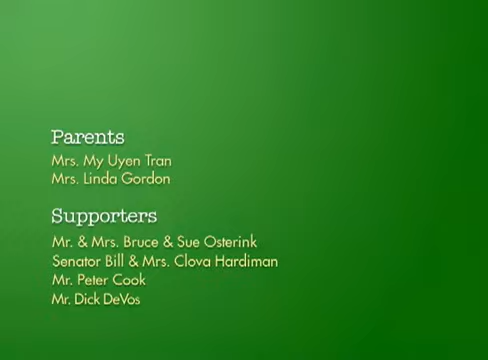 Parents
Mrs. My Uyen Tran
Mrs. Linda Gordon
Supporters
Mr. & Mrs. Bruce & Sue Osterink
Senator Bill & Mrs. Clova Hardiman
Mr. Peter Cook
Mr. Dick DeVos